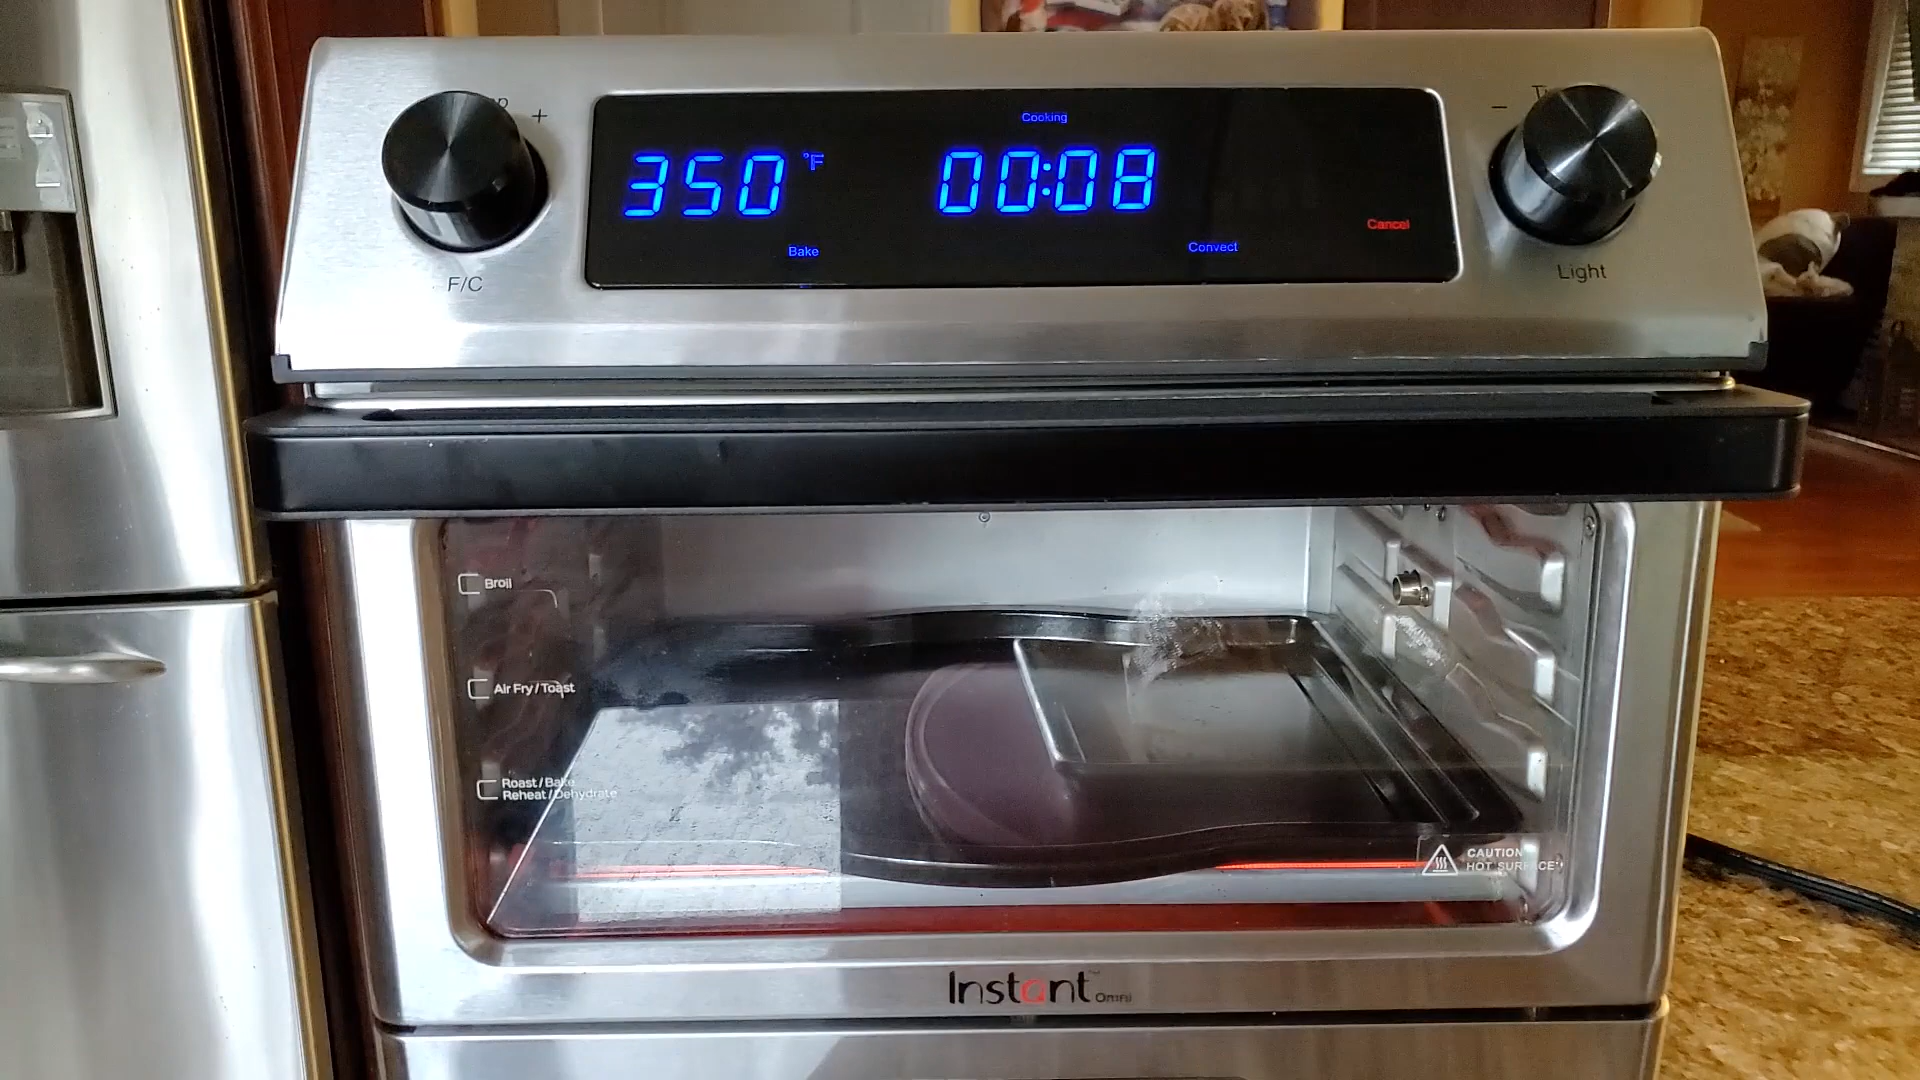 +
F/C
Cooking
350 °F
00:08
Bake
Convect
Cancel
−
Light
Broil
Air Fry / Toast
Roast / Bake
Reheat / Dehydrate
CAUTION
HOT SURFACE
Instant Omni